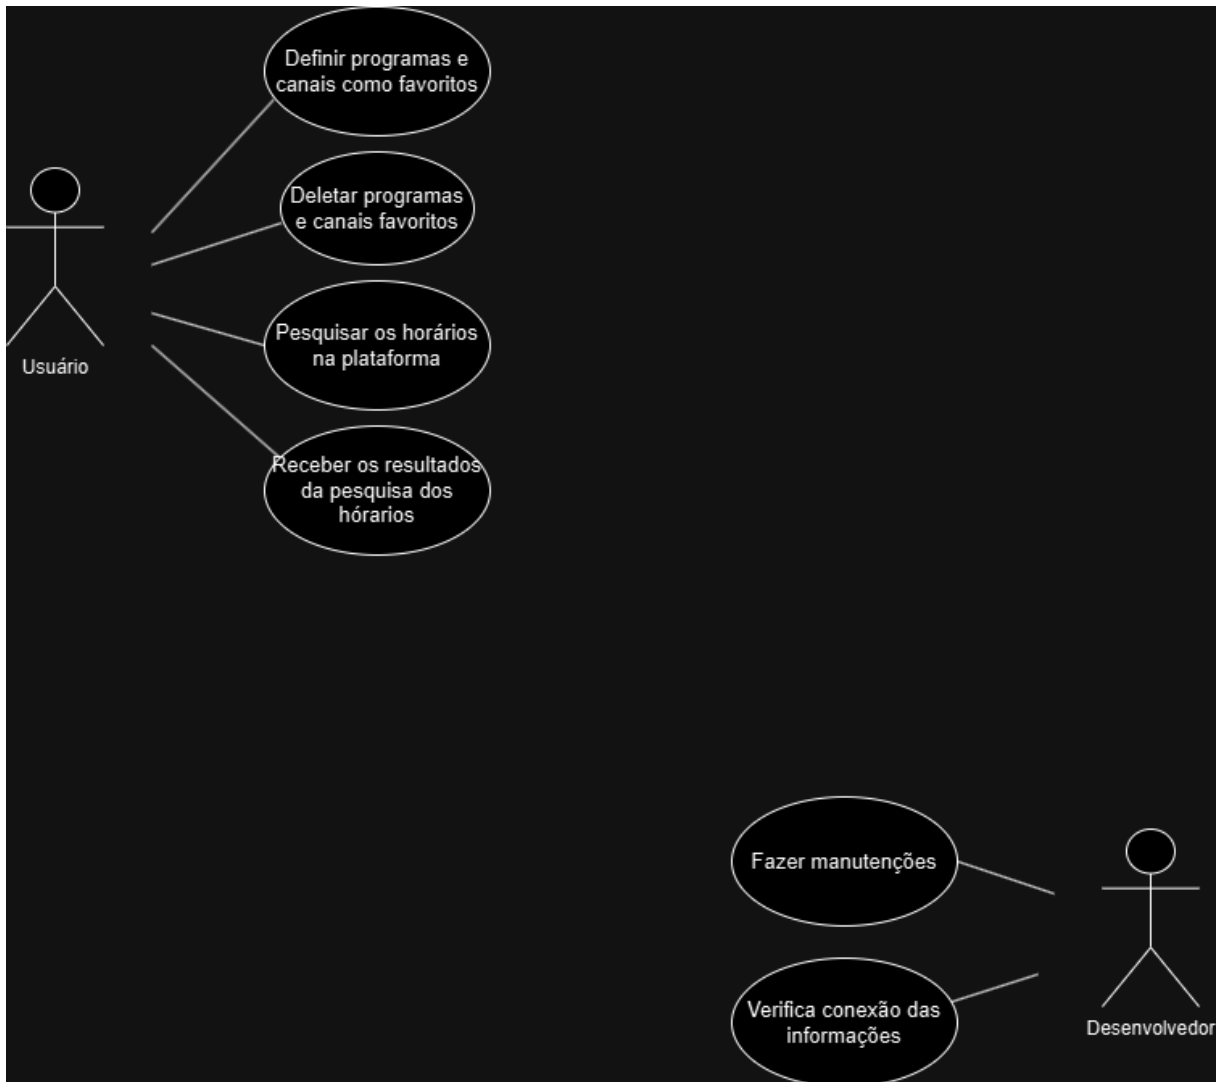 Definir programas e
canais como favoritos
Deletar programas
e canais favoritos
Pesquisar os horários
na plataforma
Usuário
Receber os resultados
da pesquisa dos
hórarios
Fazer manutenções
Verifica conexão das
informações
Desenvolvedor